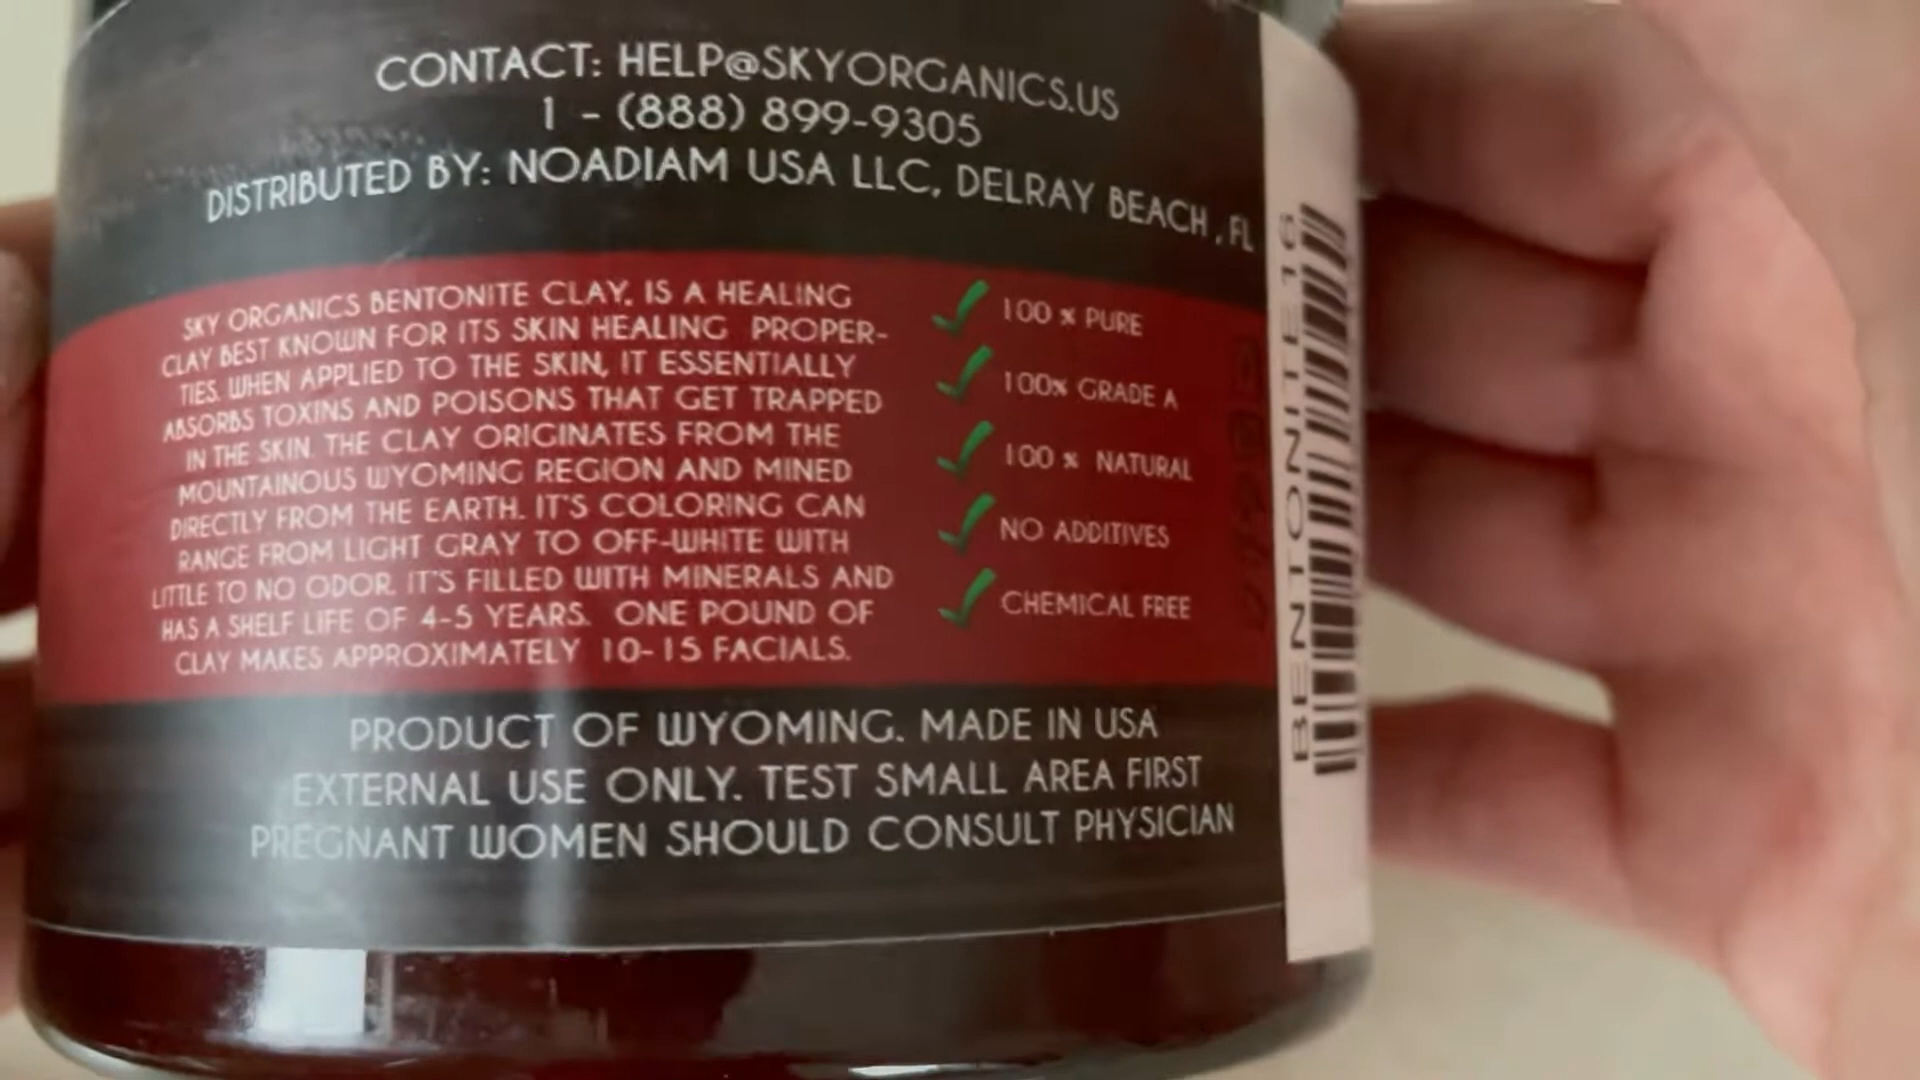 CONTACT: HELP@SKYORGANICS.US
1 - (888) 899-9305
DISTRIBUTED BY: NOADIAM USA LLC, DELRAY BEACH , FL
SKY ORGANICS BENTONITE CLAY, IS A HEALING
CLAY BEST KNOWN FOR ITS SKIN HEALING PROPER-
TIES. WHEN APPLIED TO THE SKIN, IT ESSENTIALLY
ABSORBS TOXINS AND POISONS THAT GET TRAPPED
IN THE SKIN. THE CLAY ORIGINATES FROM THE
MOUNTAINOUS WYOMING REGION AND MINED
DIRECTLY FROM THE EARTH. IT'S COLORING CAN
RANGE FROM LIGHT GRAY TO OFF-WHITE WITH
LITTLE TO NO ODOR. IT'S FILLED WITH MINERALS AND
HAS A SHELF LIFE OF 4-5 YEARS. ONE POUND OF
CLAY MAKES APPROXIMATELY 10-15 FACIALS.
100 % PURE
100% GRADE A
100 % NATURAL
NO ADDITIVES
CHEMICAL FREE
PRODUCT OF WYOMING. MADE IN USA
EXTERNAL USE ONLY. TEST SMALL AREA FIRST
PREGNANT WOMEN SHOULD CONSULT PHYSICIAN
BENTONITE16